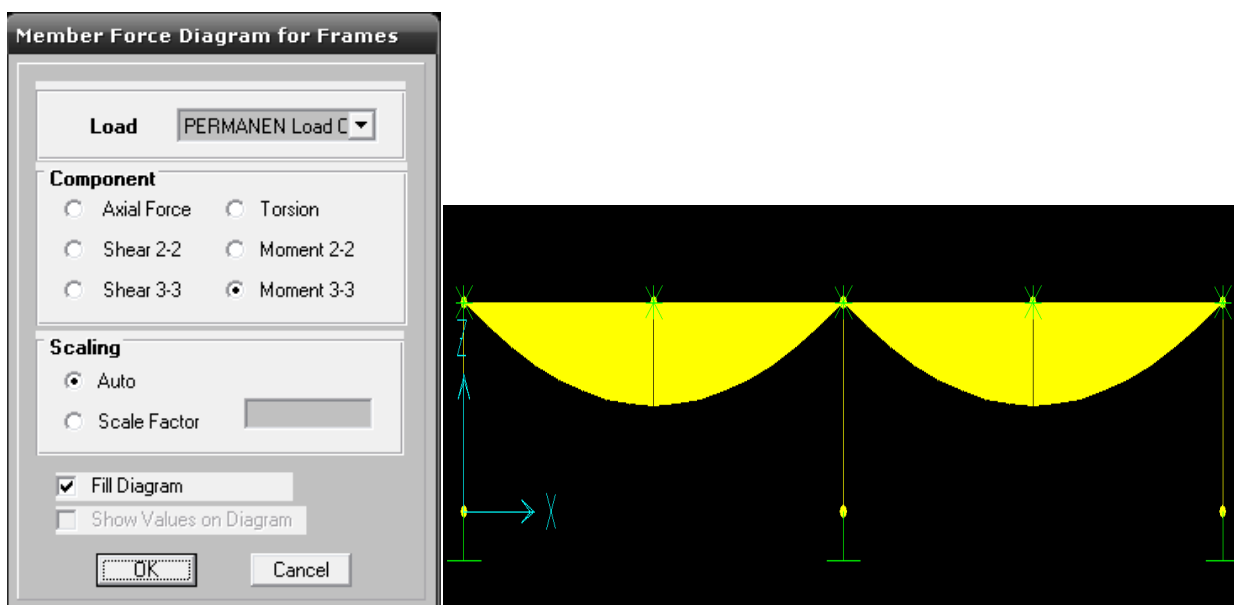 Member Force Diagram for Frames
Load PERMANEN Load C
Component
Axial Force Torsion
Shear 2-2 Moment 2-2
Shear 3-3 Moment 3-3
Scaling
Auto
Scale Factor
Fill Diagram
Show Values on Diagram
OK Cancel
Z
X